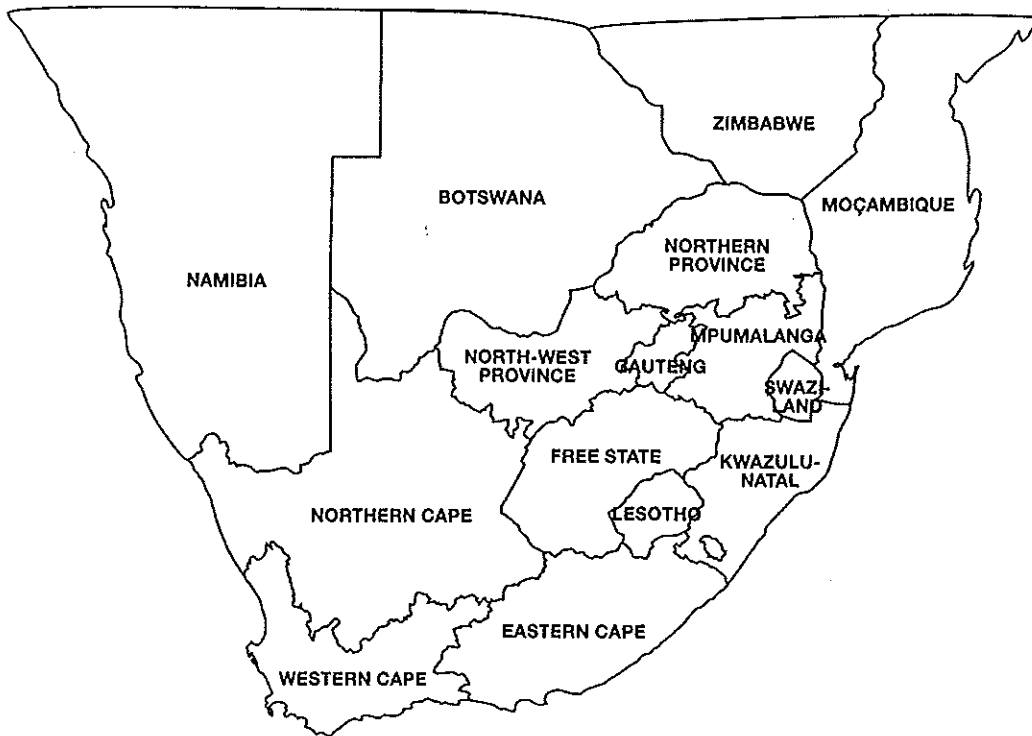 ZIMBABWE
BOTSWANA
MOÇAMBIQUE
NORTHERN
PROVINCE
NAMIBIA
MPUMALANGA
NORTH-WEST
PROVINCE
GAUTENG
SWAZI-
LAND
FREE STATE
KWAZULU-
NATAL
NORTHERN CAPE
LESOTHO
EASTERN CAPE
WESTERN CAPE